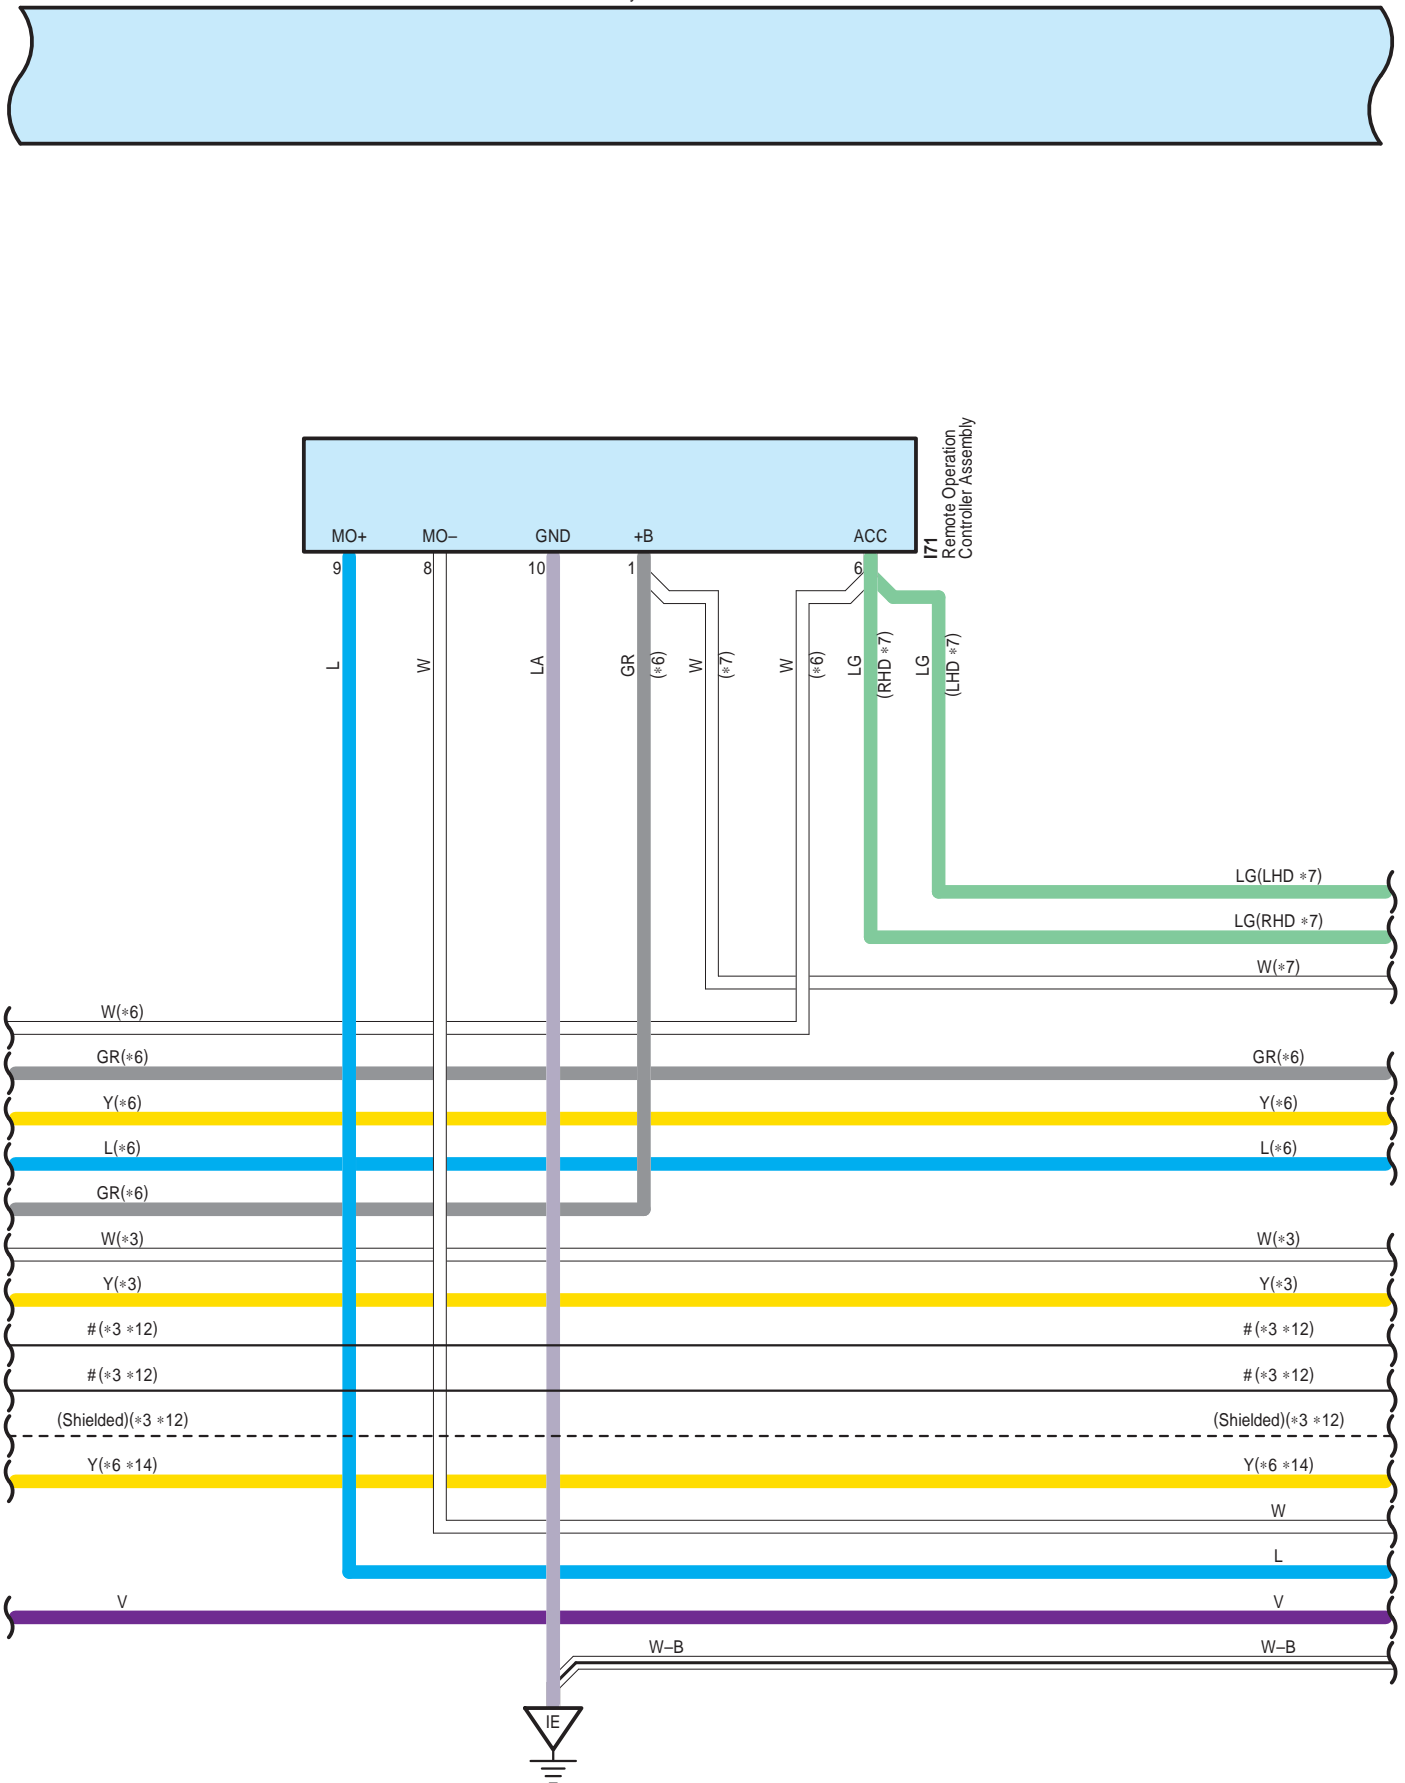 MO+ MO– GND +B ACC
9 8 10 1 6
I71
Remote Operation
Controller Assembly
L W LA GR (*6) W (*7) W (*6) LG (RHD *7) LG (LHD *7)
LG(LHD *7)
LG(RHD *7)
W(*7)
W(*6)
GR(*6) GR(*6)
Y(*6) Y(*6)
L(*6) L(*6)
GR(*6)
W(*3) W(*3)
Y(*3) Y(*3)
#(*3 *12) #(*3 *12)
#(*3 *12) #(*3 *12)
(Shielded)(*3 *12) (Shielded)(*3 *12)
Y(*6 *14) Y(*6 *14)
W
L
V V
W–B W–B
IE